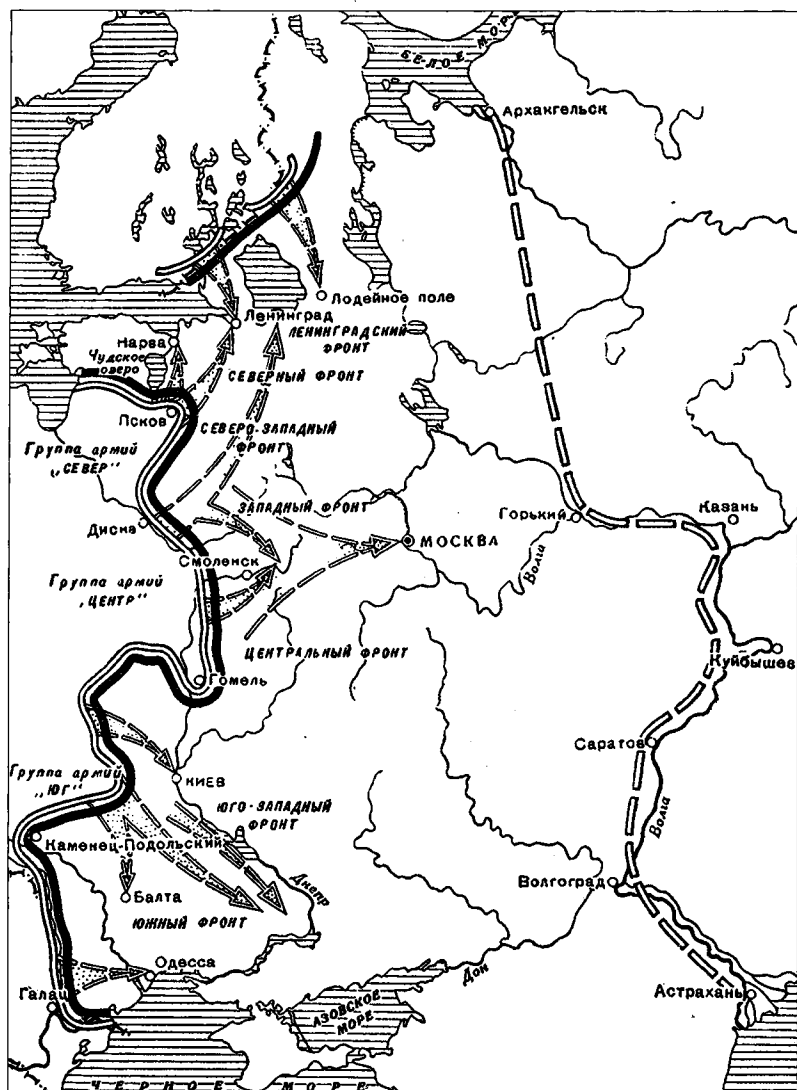 БЕЛОЕ МОР.
Архангельск
Лодейное поле
Ленинград
ЛЕНИНГРАДСКИЙ
ФРОНТ
Нарва
Чудское
озеро
СЕВЕРНЫЙ ФРОНТ
Псков
СЕВЕРО-ЗАПАДНЫЙ
ФРОНТ
Группа армий
„СЕВЕР"
ЗАПАДНЫЙ ФРОНТ
Горький
Казань
Дисна
МОСКВА
Смоленск
Волга
Группа армий
„ЦЕНТР"
ЦЕНТРАЛЬНЫЙ ФРОНТ
Куйбышев
Гомель
Саратов
Группа армий
„ЮГ"
КИЕВ
ЮГО-ЗАПАДНЫЙ
ФРОНТ
Волга
Каменец-Подольский
Днепр
Волгоград
Балта
ЮЖНЫЙ ФРОНТ
Одесса
Дон
Галац
Астрахань
АЗОВСКОЕ
МОРЕ
ЧЕРНОЕ МОРЕ